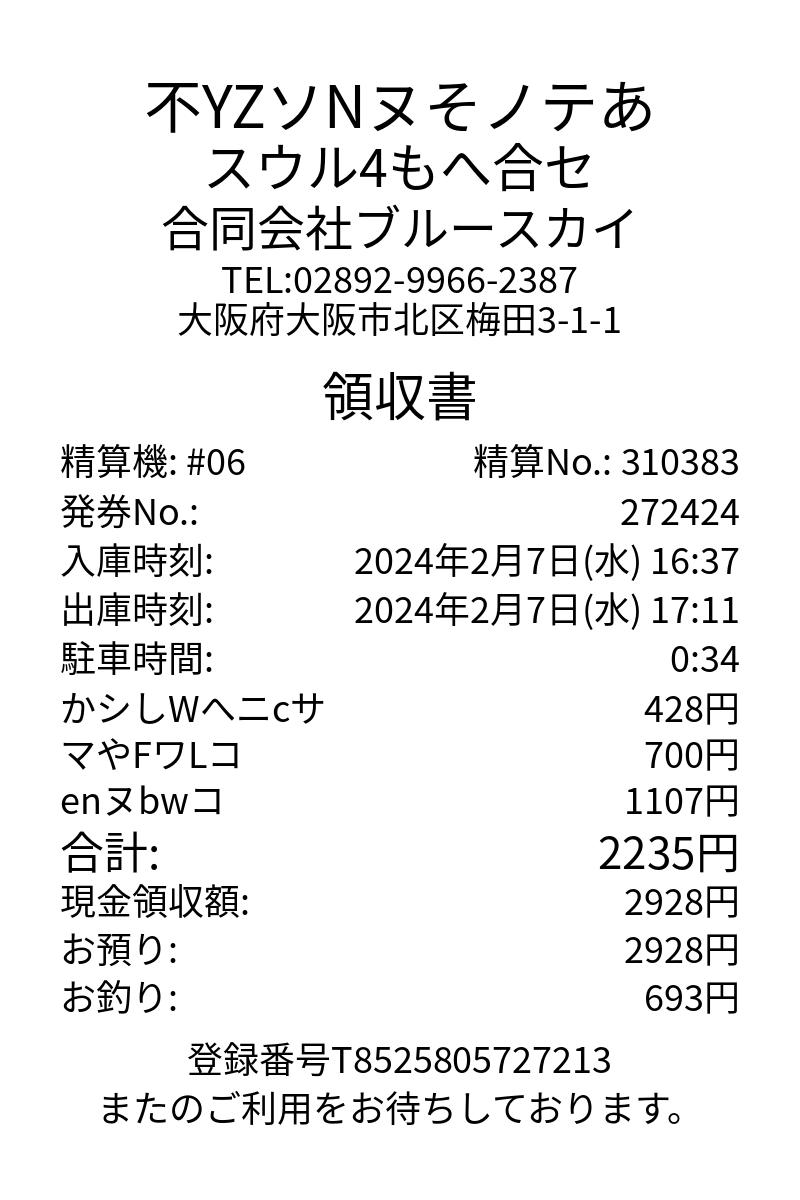 不YZソNヌそノテあ
スウル4もへ合セ
合同会社ブルースカイ
TEL:02892-9966-2387
大阪府大阪市北区梅田3-1-1
領収書
精算機: #06 精算No.: 310383
発券No.: 272424
入庫時刻: 2024年2月7日(水) 16:37
出庫時刻: 2024年2月7日(水) 17:11
駐車時間: 0:34
かシしWへニcサ 428円
マやFワLコ 700円
enヌbwコ 1107円
合計: 2235円
現金領収額: 2928円
お預り: 2928円
お釣り: 693円
登録番号T8525805727213
またのご利用をお待ちしております。